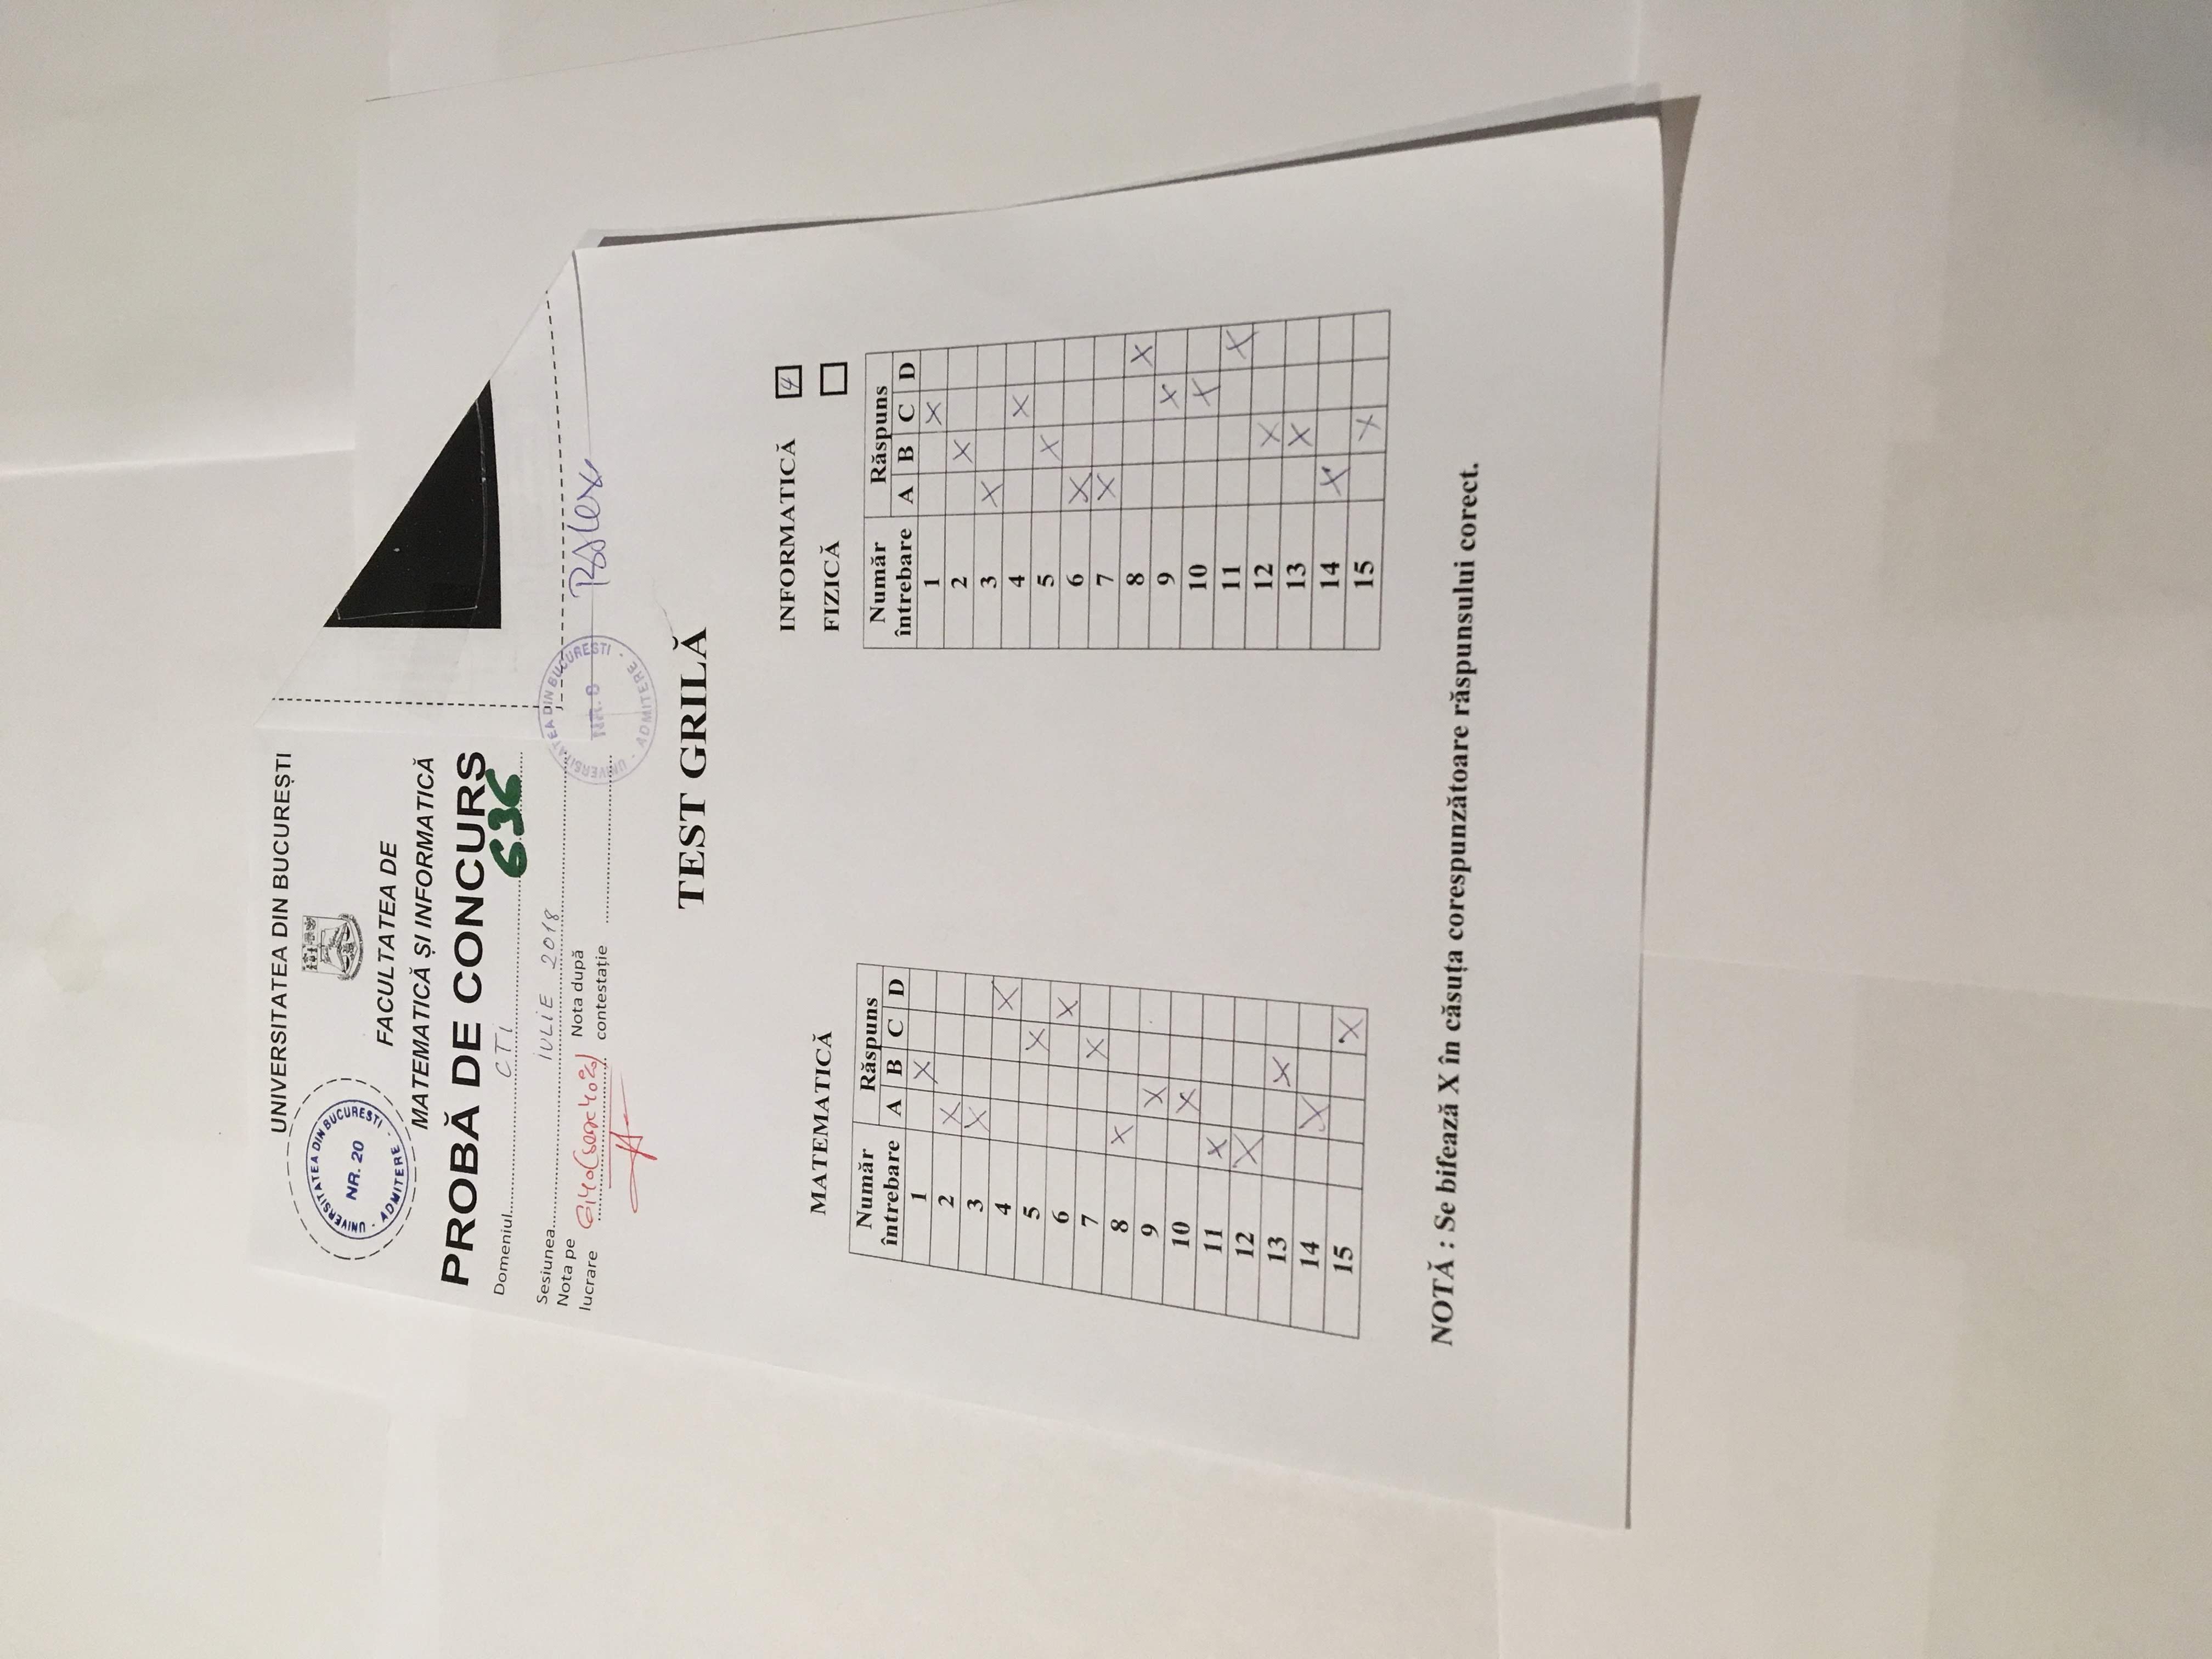 UNIVERSITATEA DIN BUCUREȘTI
UNIVERSITATEA DIN BUCURESTI - ADMITERE -
NR. 20
FACULTATEA DE
MATEMATICĂ ȘI INFORMATICĂ
PROBĂ DE CONCURS
Domeniul CTI 636
Sesiunea IULIE 2018
Nota pe lucrare 6,40
Nota după contestație
UNIVERSITATEA DIN BUCURESTI - ADMITERE -
NR. 8
TEST GRILĂ
MATEMATICĂ
Număr întrebare Răspuns
A B C D
1 X
2 X
3 X
4 X
5 X
6 X
7 X
8 X
9 X
10 X
11 X
12 X
13 X
14 X
15 X
INFORMATICĂ 4
FIZICĂ
Număr întrebare Răspuns
A B C D
1 X
2 X
3 X
4 X
5 X
6 X
7 X
8 X
9 X
10 X
11 X
12 X
13 X
14 X
15 X
NOTĂ : Se bifează X în căsuța corespunzătoare răspunsului corect.